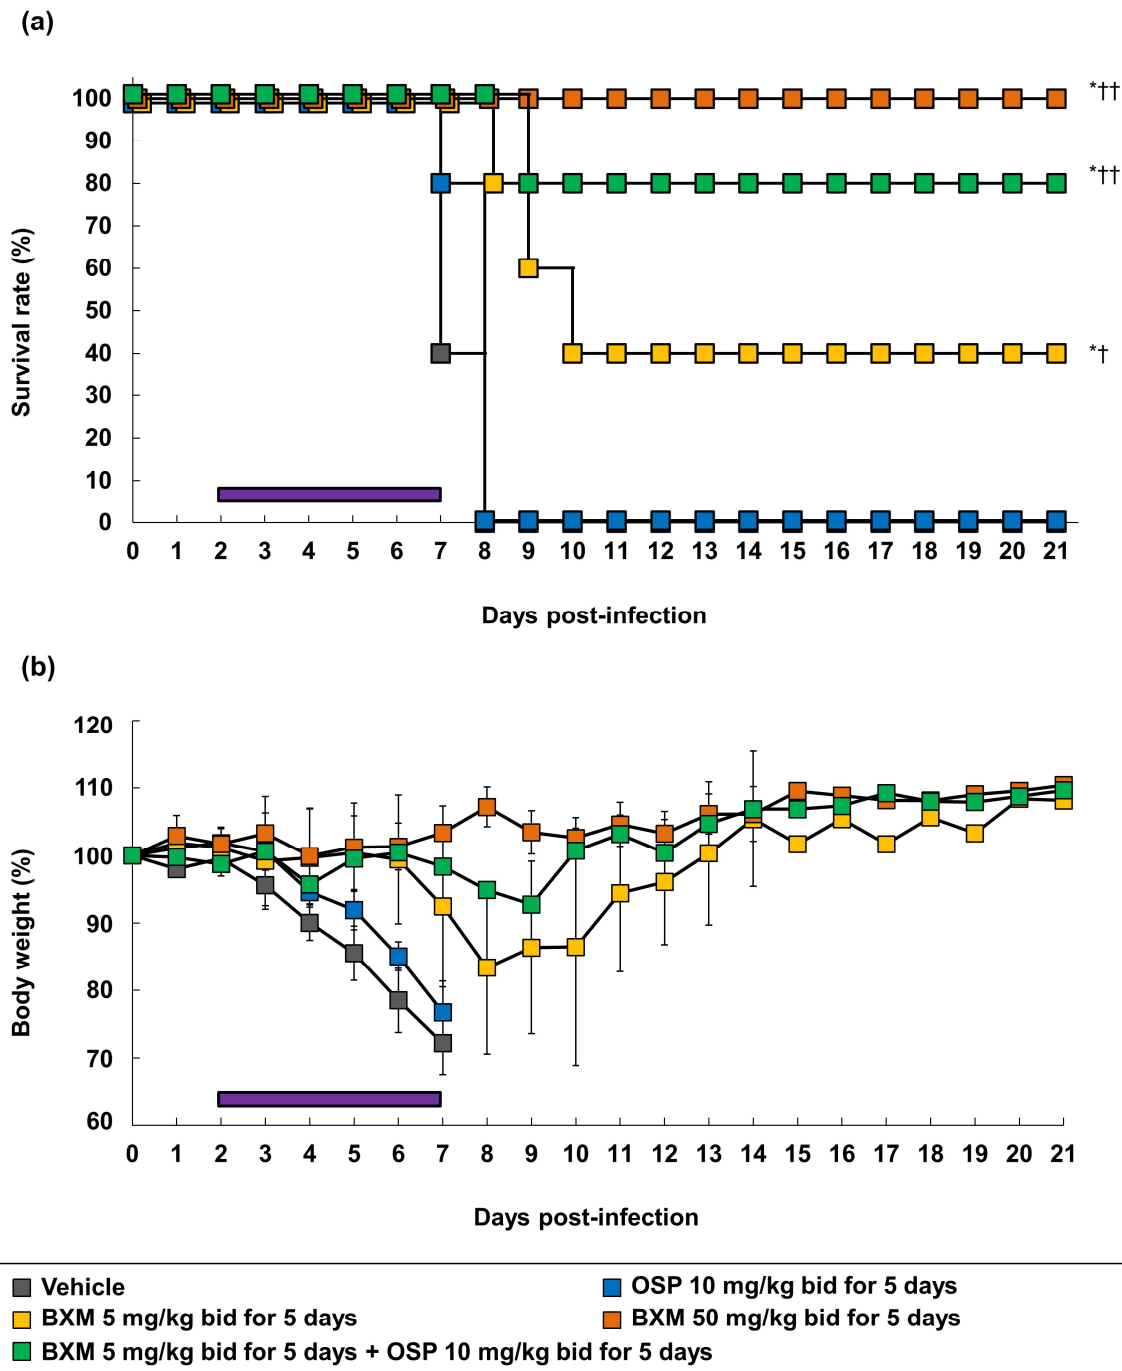 (a)
100
90
80
70
60
50
40
30
20
10
0
Survival rate (%)
*††
*††
*†
0 1 2 3 4 5 6 7 8 9 10 11 12 13 14 15 16 17 18 19 20 21
Days post-infection
(b)
120
110
100
90
80
70
60
Body weight (%)
0 1 2 3 4 5 6 7 8 9 10 11 12 13 14 15 16 17 18 19 20 21
Days post-infection
Vehicle
OSP 10 mg/kg bid for 5 days
BXM 5 mg/kg bid for 5 days
BXM 50 mg/kg bid for 5 days
BXM 5 mg/kg bid for 5 days + OSP 10 mg/kg bid for 5 days